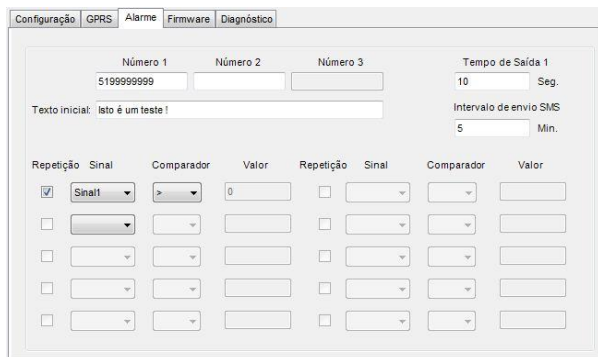 Configuração GPRS Alarme Firmware Diagnóstico
Número 1 Número 2 Número 3 Tempo de Saída 1
5199999999 10 Seg.
Texto inicial: Isto é um teste ! Intervalo de envio SMS
5 Min.
Repetição Sinal Comparador Valor Repetição Sinal Comparador Valor
Sinal1 > 0